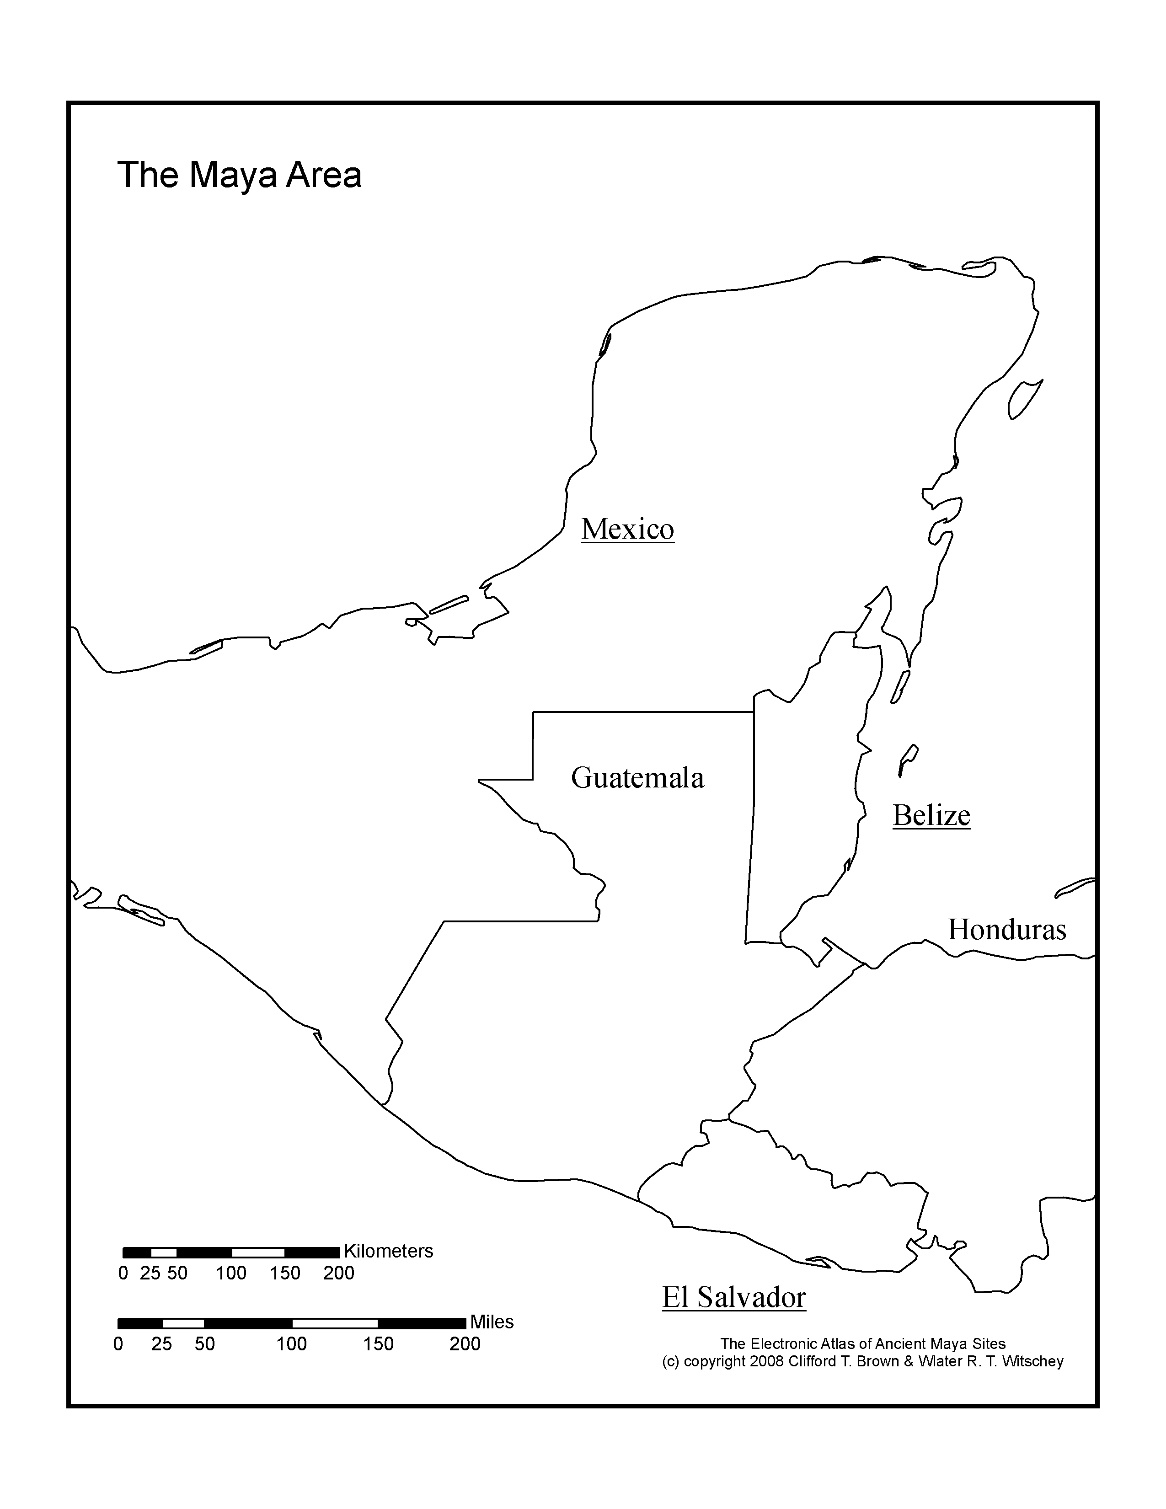 The Maya Area
Mexico
Guatemala
Belize
Honduras
Kilometers
0 25 50 100 150 200
El Salvador
Miles
0 25 50 100 150 200
The Electronic Atlas of Ancient Maya Sites
(c) copyright 2008 Clifford T. Brown & Wlater R. T. Witschey